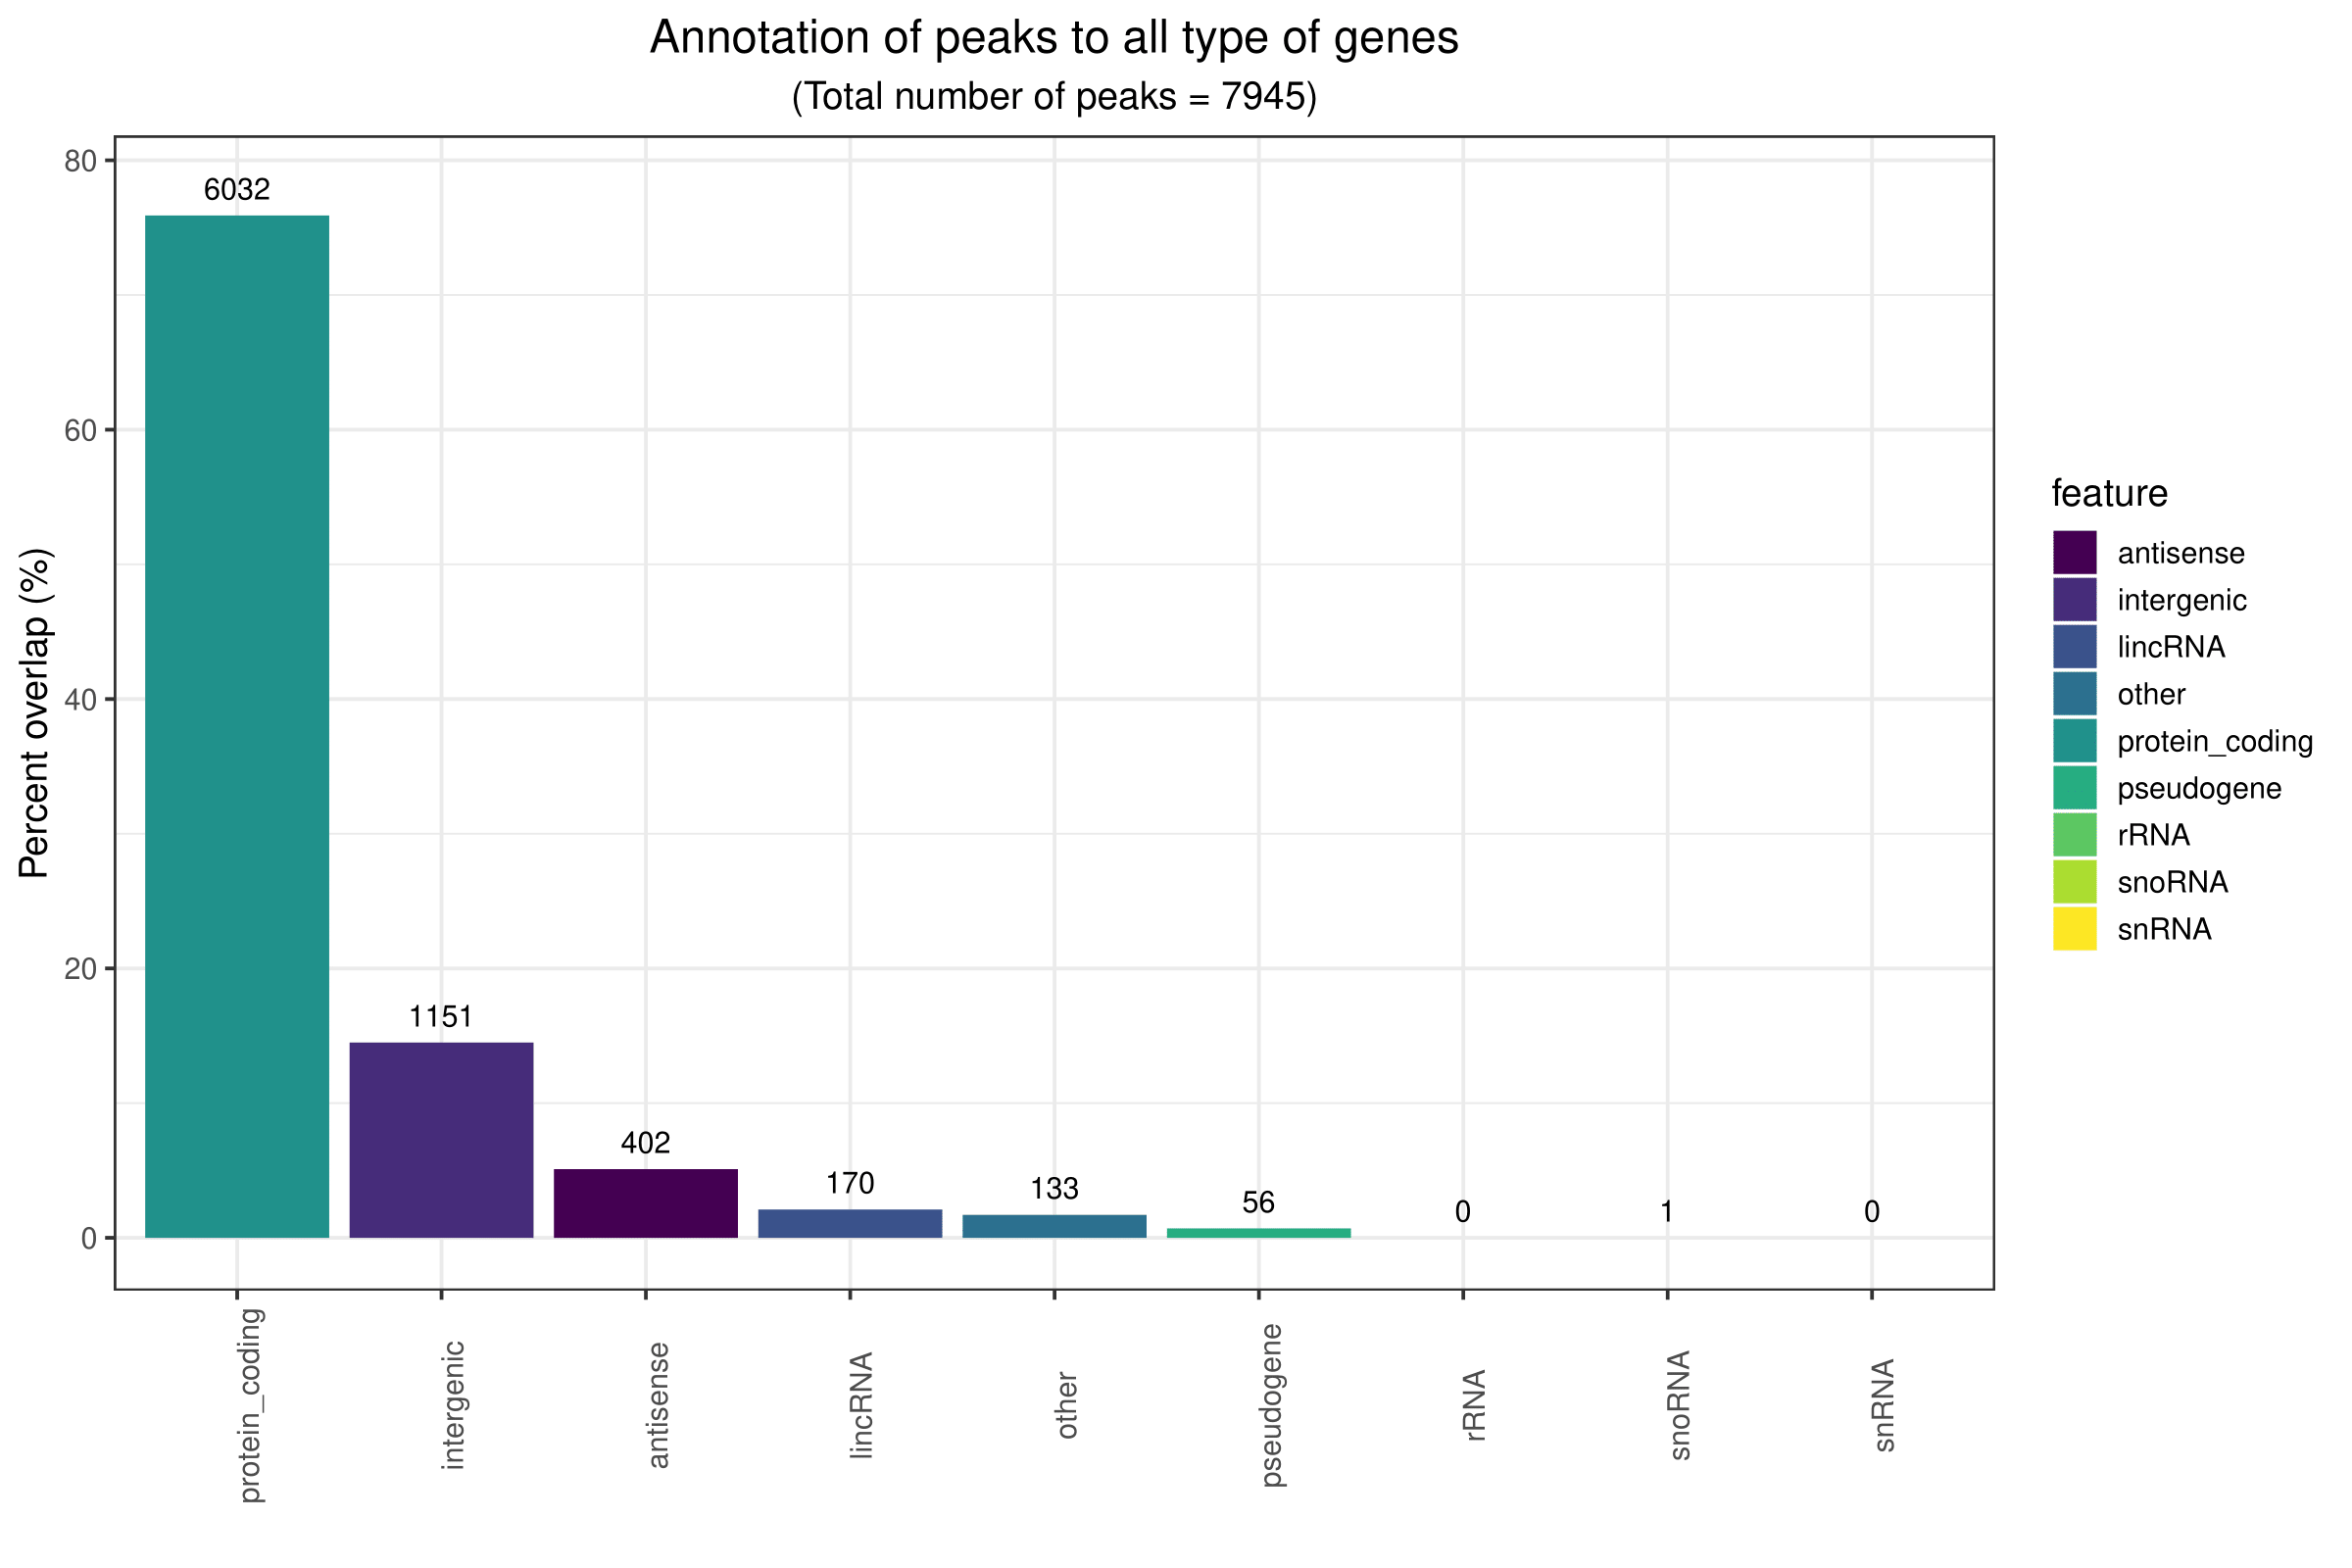 Annotation of peaks to all type of genes
(Total number of peaks = 7945)
Percent overlap (%)
80
60
40
20
0
6032
1151
402
170
133
56
0
1
0
protein_coding
intergenic
antisense
lincRNA
other
pseudogene
rRNA
snoRNA
snRNA
feature
antisense
intergenic
lincRNA
other
protein_coding
pseudogene
rRNA
snoRNA
snRNA